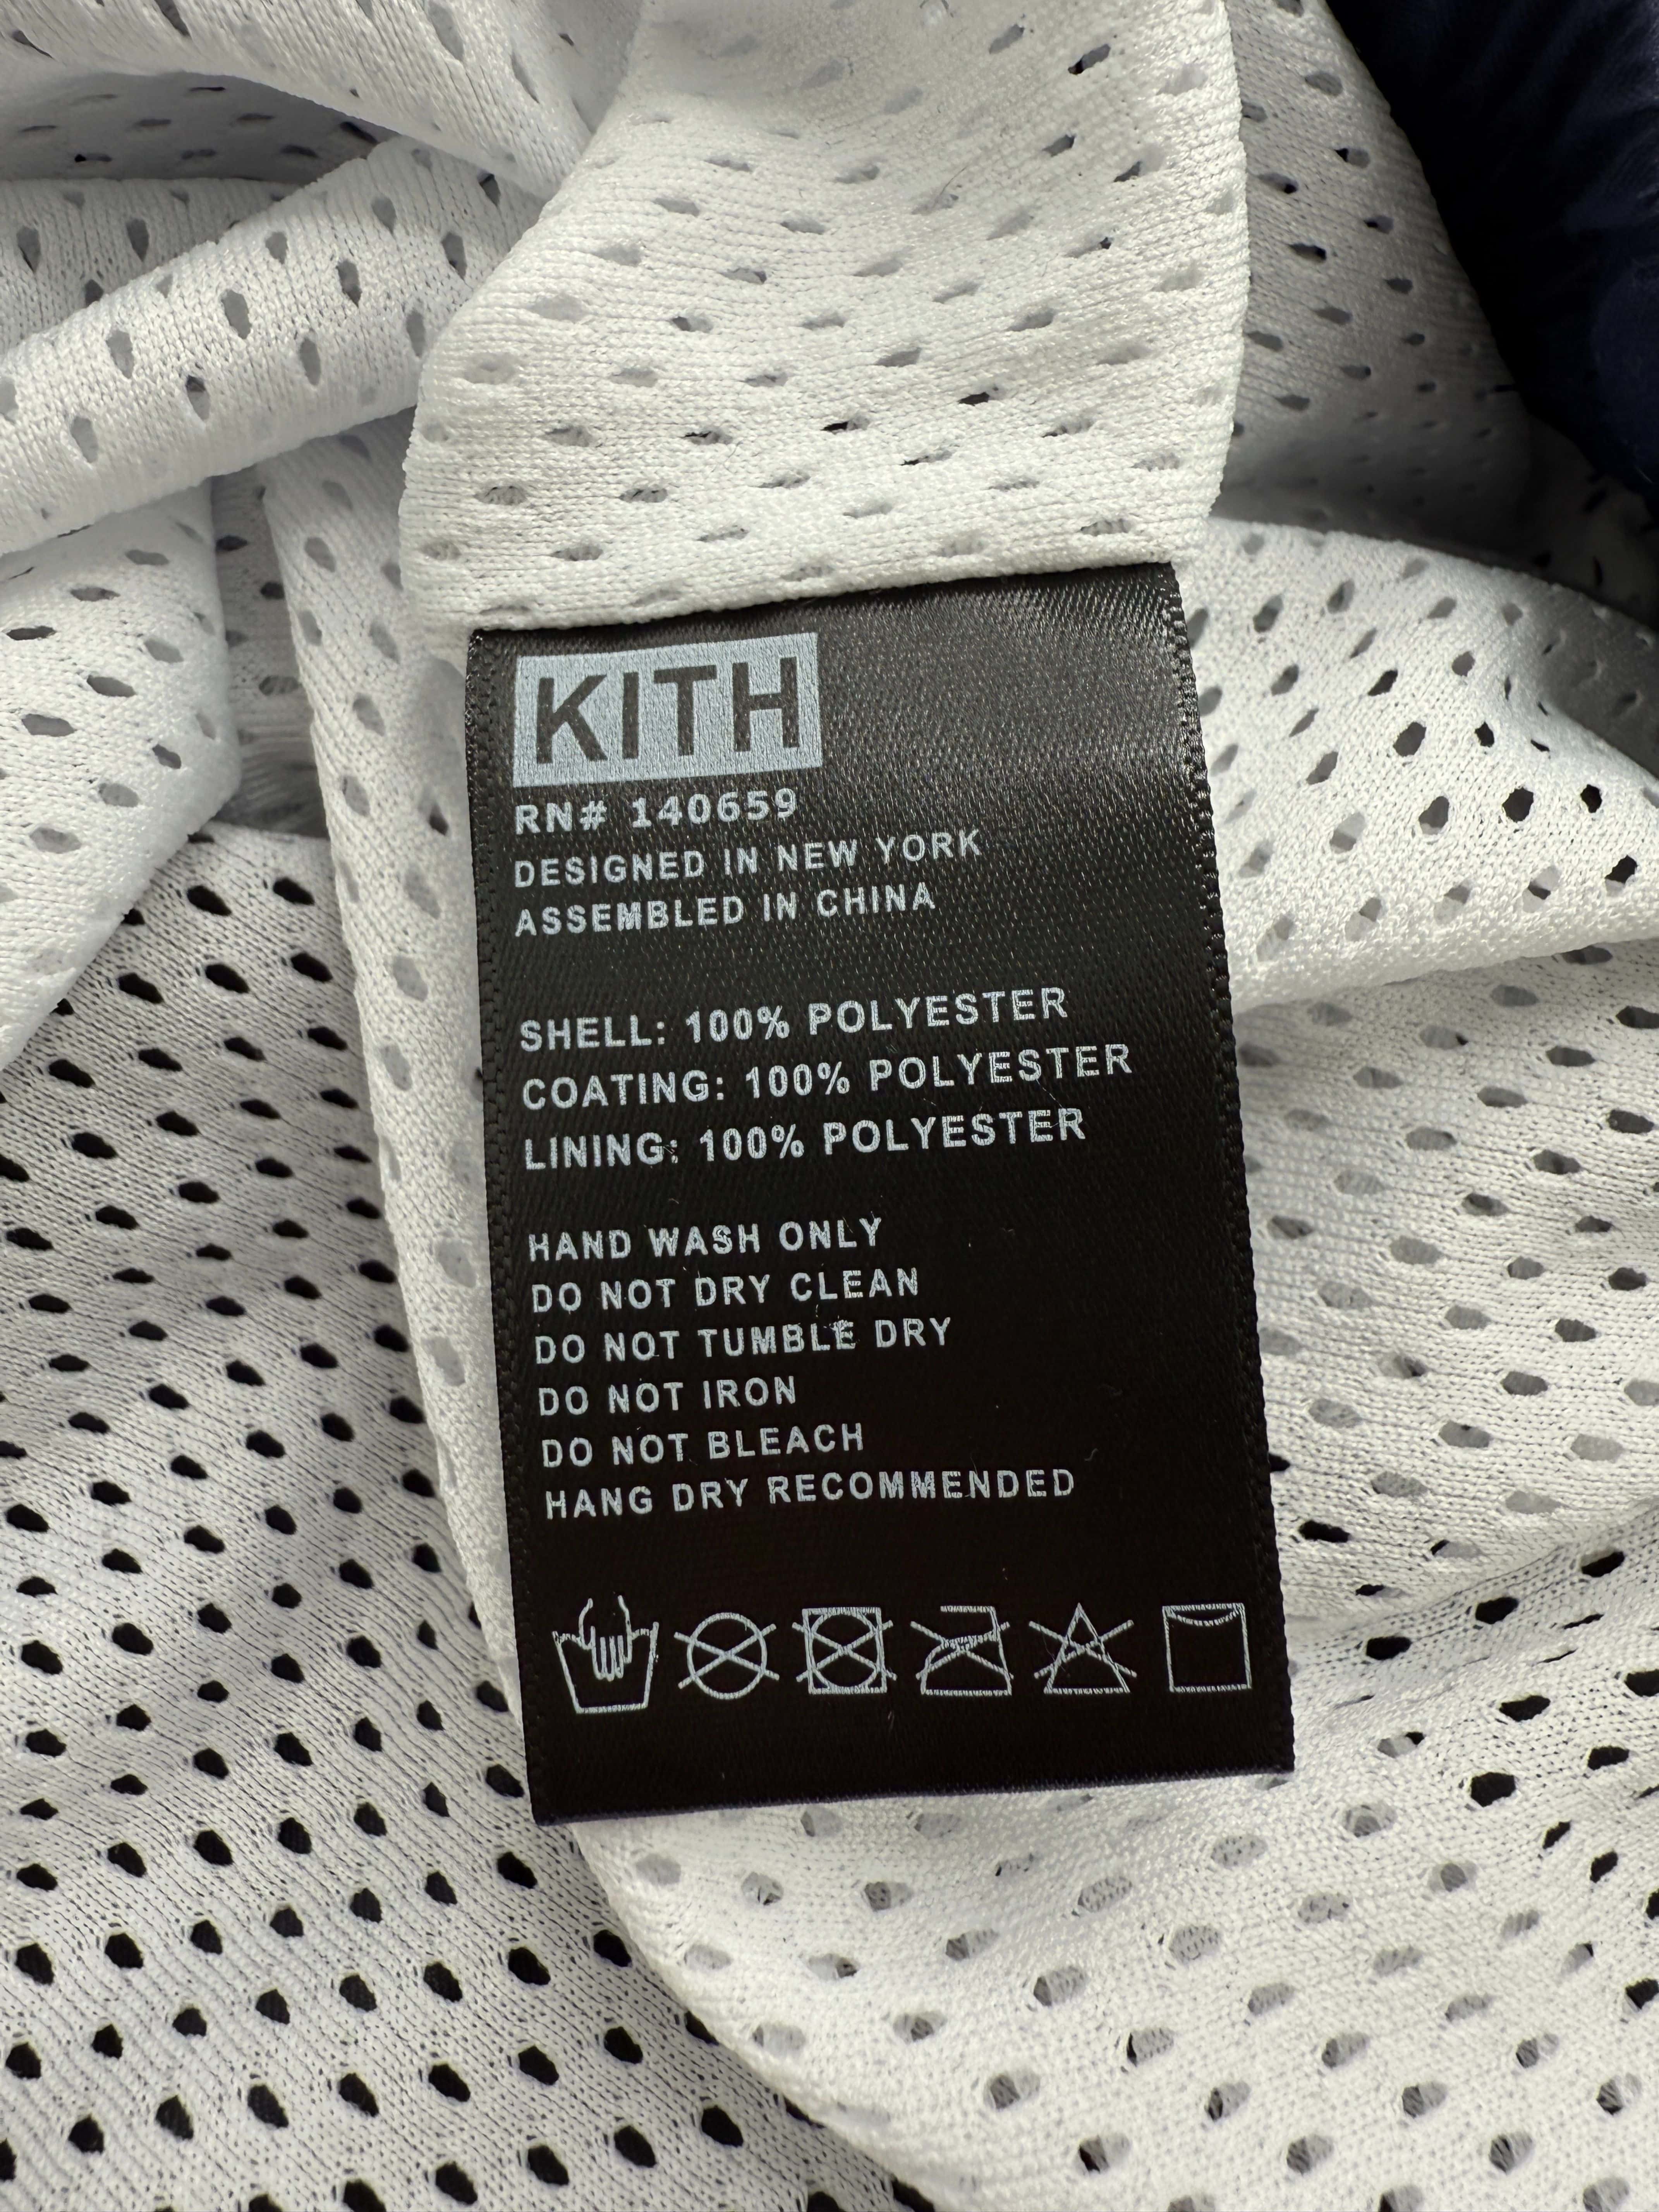 KITH
RN# 140659
DESIGNED IN NEW YORK
ASSEMBLED IN CHINA
SHELL: 100% POLYESTER
COATING: 100% POLYESTER
LINING: 100% POLYESTER
HAND WASH ONLY
DO NOT DRY CLEAN
DO NOT TUMBLE DRY
DO NOT IRON
DO NOT BLEACH
HANG DRY RECOMMENDED